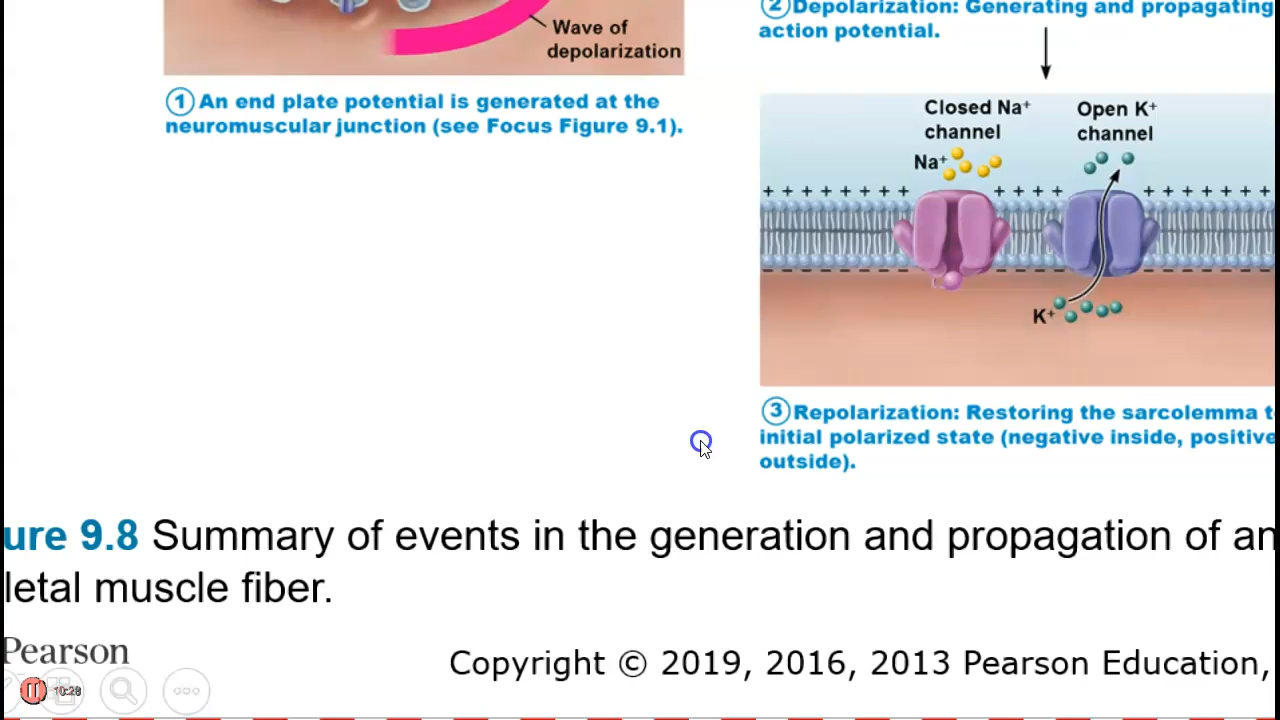 Wave of
depolarization
① An end plate potential is generated at the
neuromuscular junction (see Focus Figure 9.1).
② Depolarization: Generating and propagating
action potential.
Closed Na⁺
channel
Open K⁺
channel
Na⁺
+ + + + + + + + + + + + + + + + + + + + + +
K⁺
③ Repolarization: Restoring the sarcolemma t
initial polarized state (negative inside, positive
outside).
ure 9.8 Summary of events in the generation and propagation of an
letal muscle fiber.
Pearson
Copyright © 2019, 2016, 2013 Pearson Education,
10:28